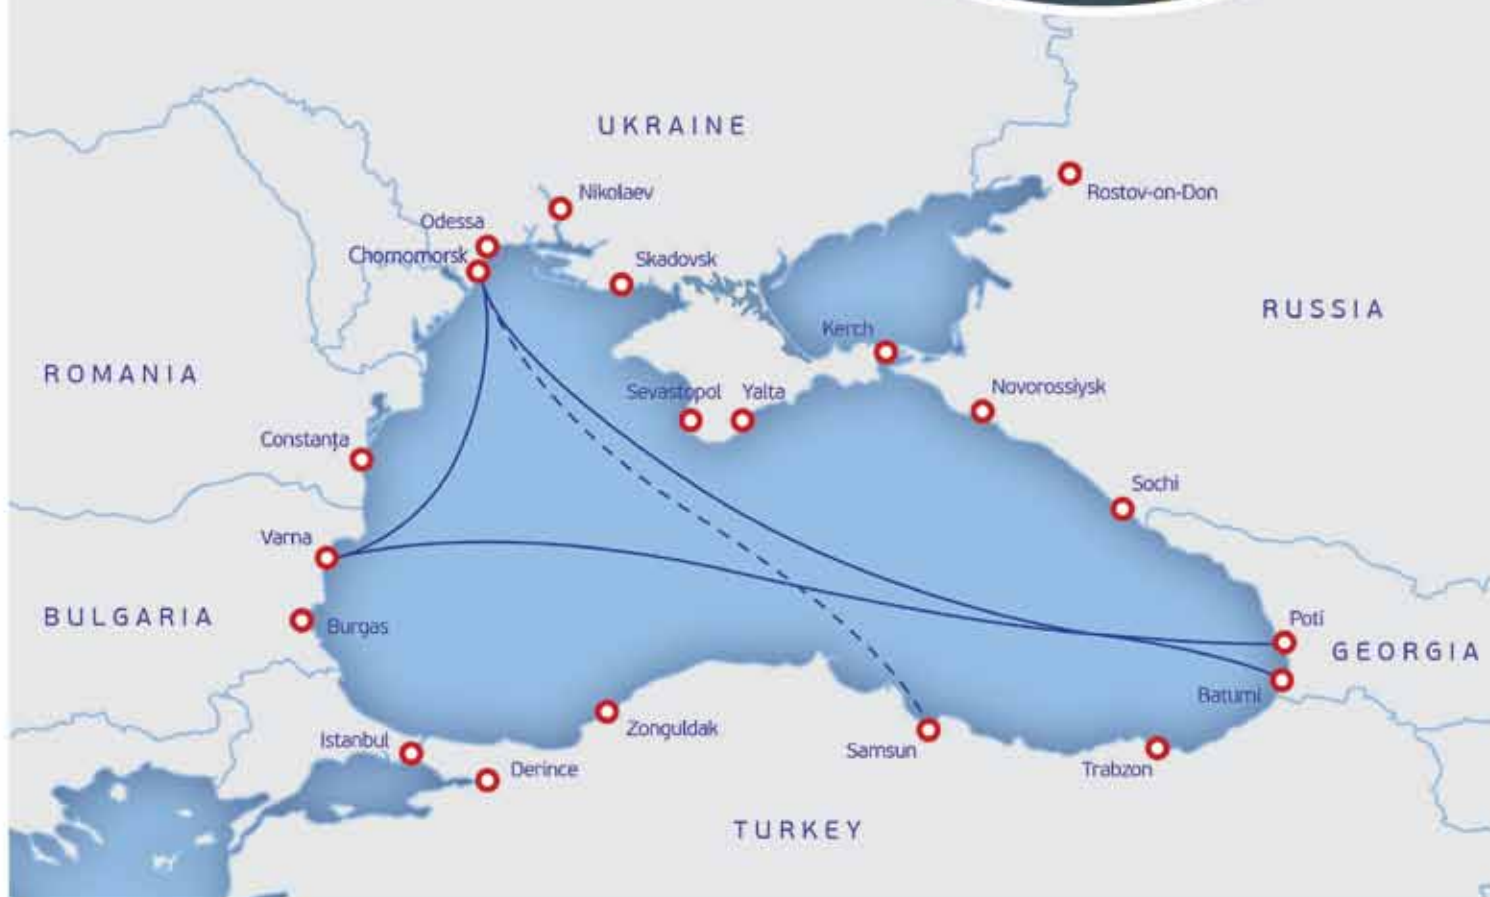 UKRAINE
Nikolaev
Rostov-on-Don
Odessa
Chornomorsk
Skadovsk
RUSSIA
Kerch
ROMANIA
Sevastopol
Yalta
Novorossiysk
Constanța
Sochi
Varna
BULGARIA
Burgas
Poti
GEORGIA
Batumi
Istanbul
Zonguldak
Samsun
Derince
Trabzon
TURKEY